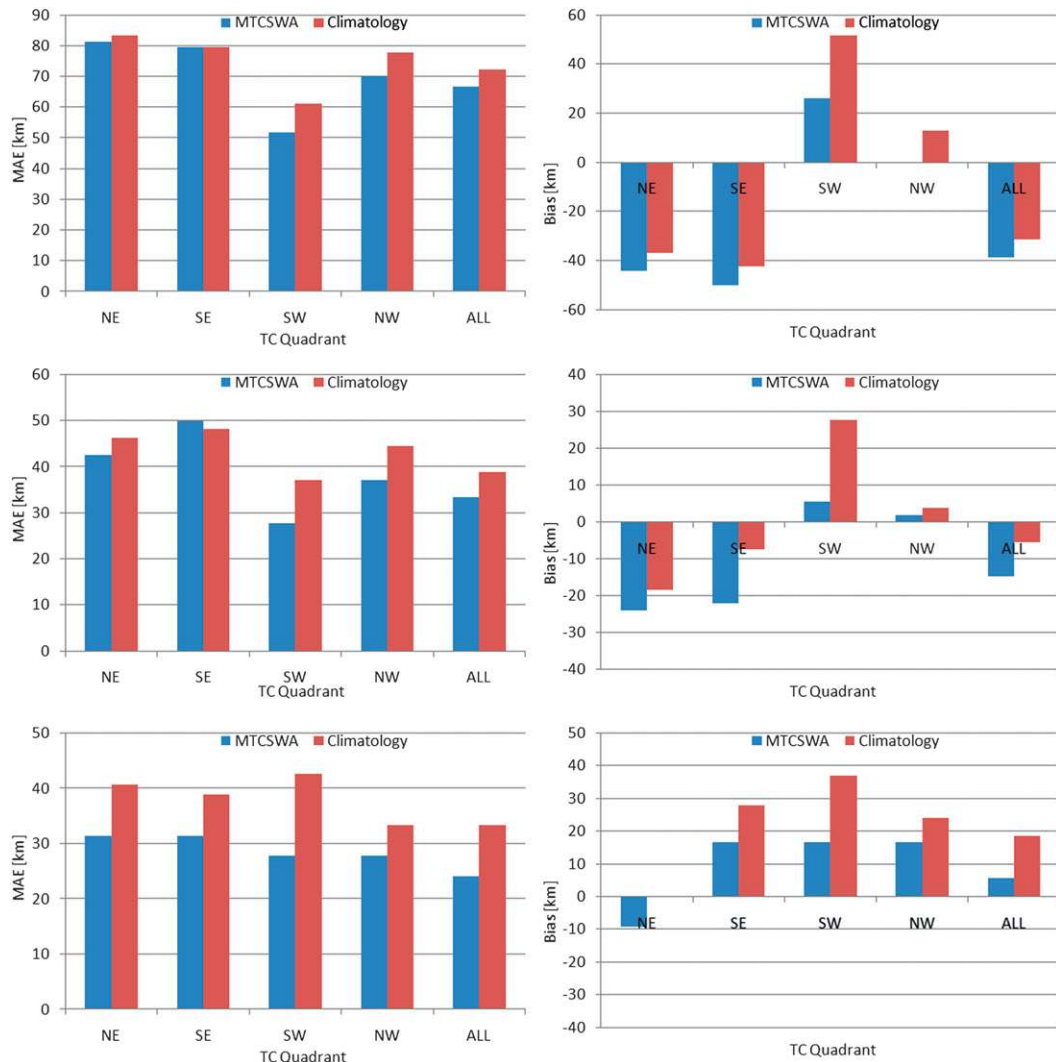 MTCSWA Climatology
MAE [km]
90
80
70
60
50
40
30
20
10
0
NE SE SW NW ALL
TC Quadrant
MTCSWA Climatology
Bias [km]
60
40
20
0
-20
-40
-60
NE SE SW NW ALL
TC Quadrant
MTCSWA Climatology
MAE [km]
60
50
40
30
20
10
0
NE SE SW NW ALL
TC Quadrant
MTCSWA Climatology
Bias [km]
40
30
20
10
0
-10
-20
-30
-40
NE SE SW NW ALL
TC Quadrant
MTCSWA Climatology
MAE [km]
50
40
30
20
10
0
NE SE SW NW ALL
TC Quadrant
MTCSWA Climatology
Bias [km]
50
40
30
20
10
0
-10
-20
-30
-40
NE SE SW NW ALL
TC Quadrant